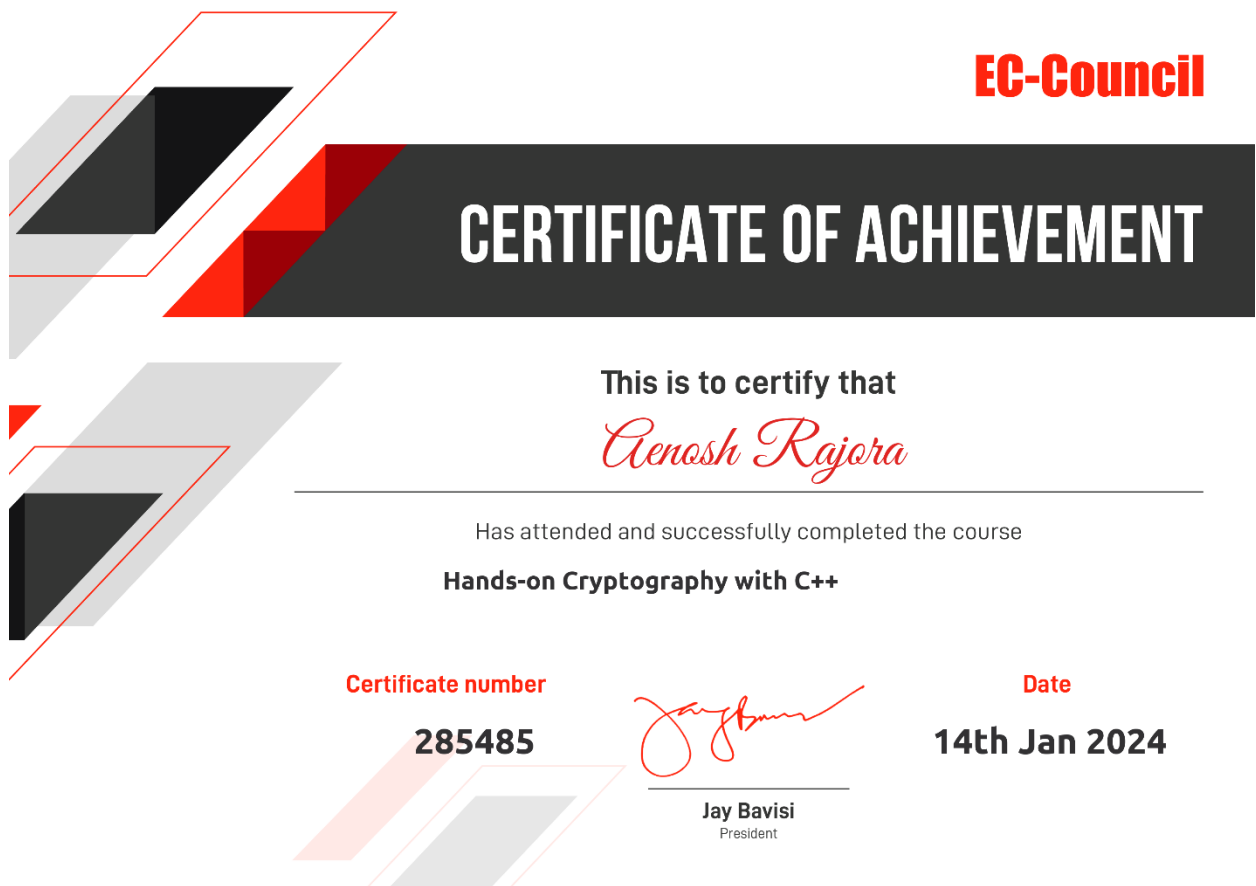 EC-Council
CERTIFICATE OF ACHIEVEMENT
This is to certify that
Aenosh Rajora
Has attended and successfully completed the course
Hands-on Cryptography with C++
Certificate number
285485
Date
14th Jan 2024
Jay Bavisi
President